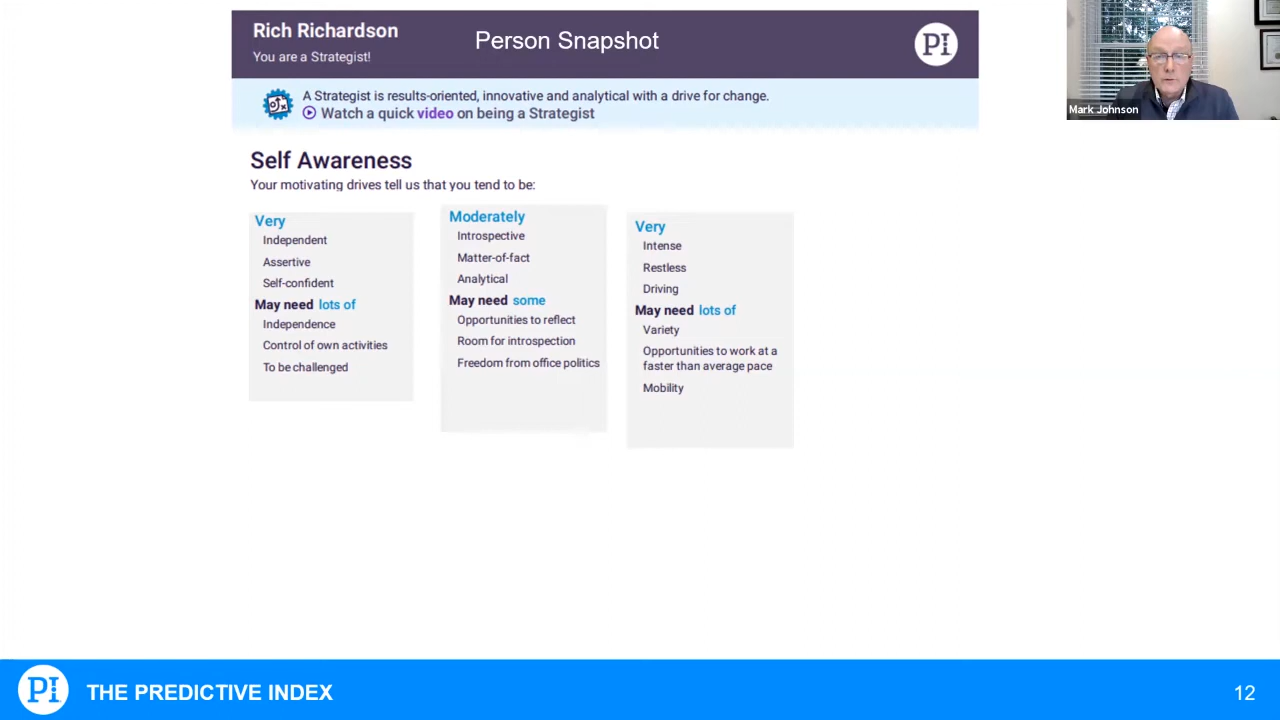 Rich Richardson
You are a Strategist!
Person Snapshot
PI
A Strategist is results-oriented, innovative and analytical with a drive for change.
Watch a quick video on being a Strategist
Self Awareness
Your motivating drives tell us that you tend to be:
Very
Independent
Assertive
Self-confident
May need lots of
Independence
Control of own activities
To be challenged
Moderately
Introspective
Matter-of-fact
Analytical
May need some
Opportunities to reflect
Room for introspection
Freedom from office politics
Very
Intense
Restless
Driving
May need lots of
Variety
Opportunities to work at a
faster than average pace
Mobility
Mark Johnson
PI
THE PREDICTIVE INDEX
12